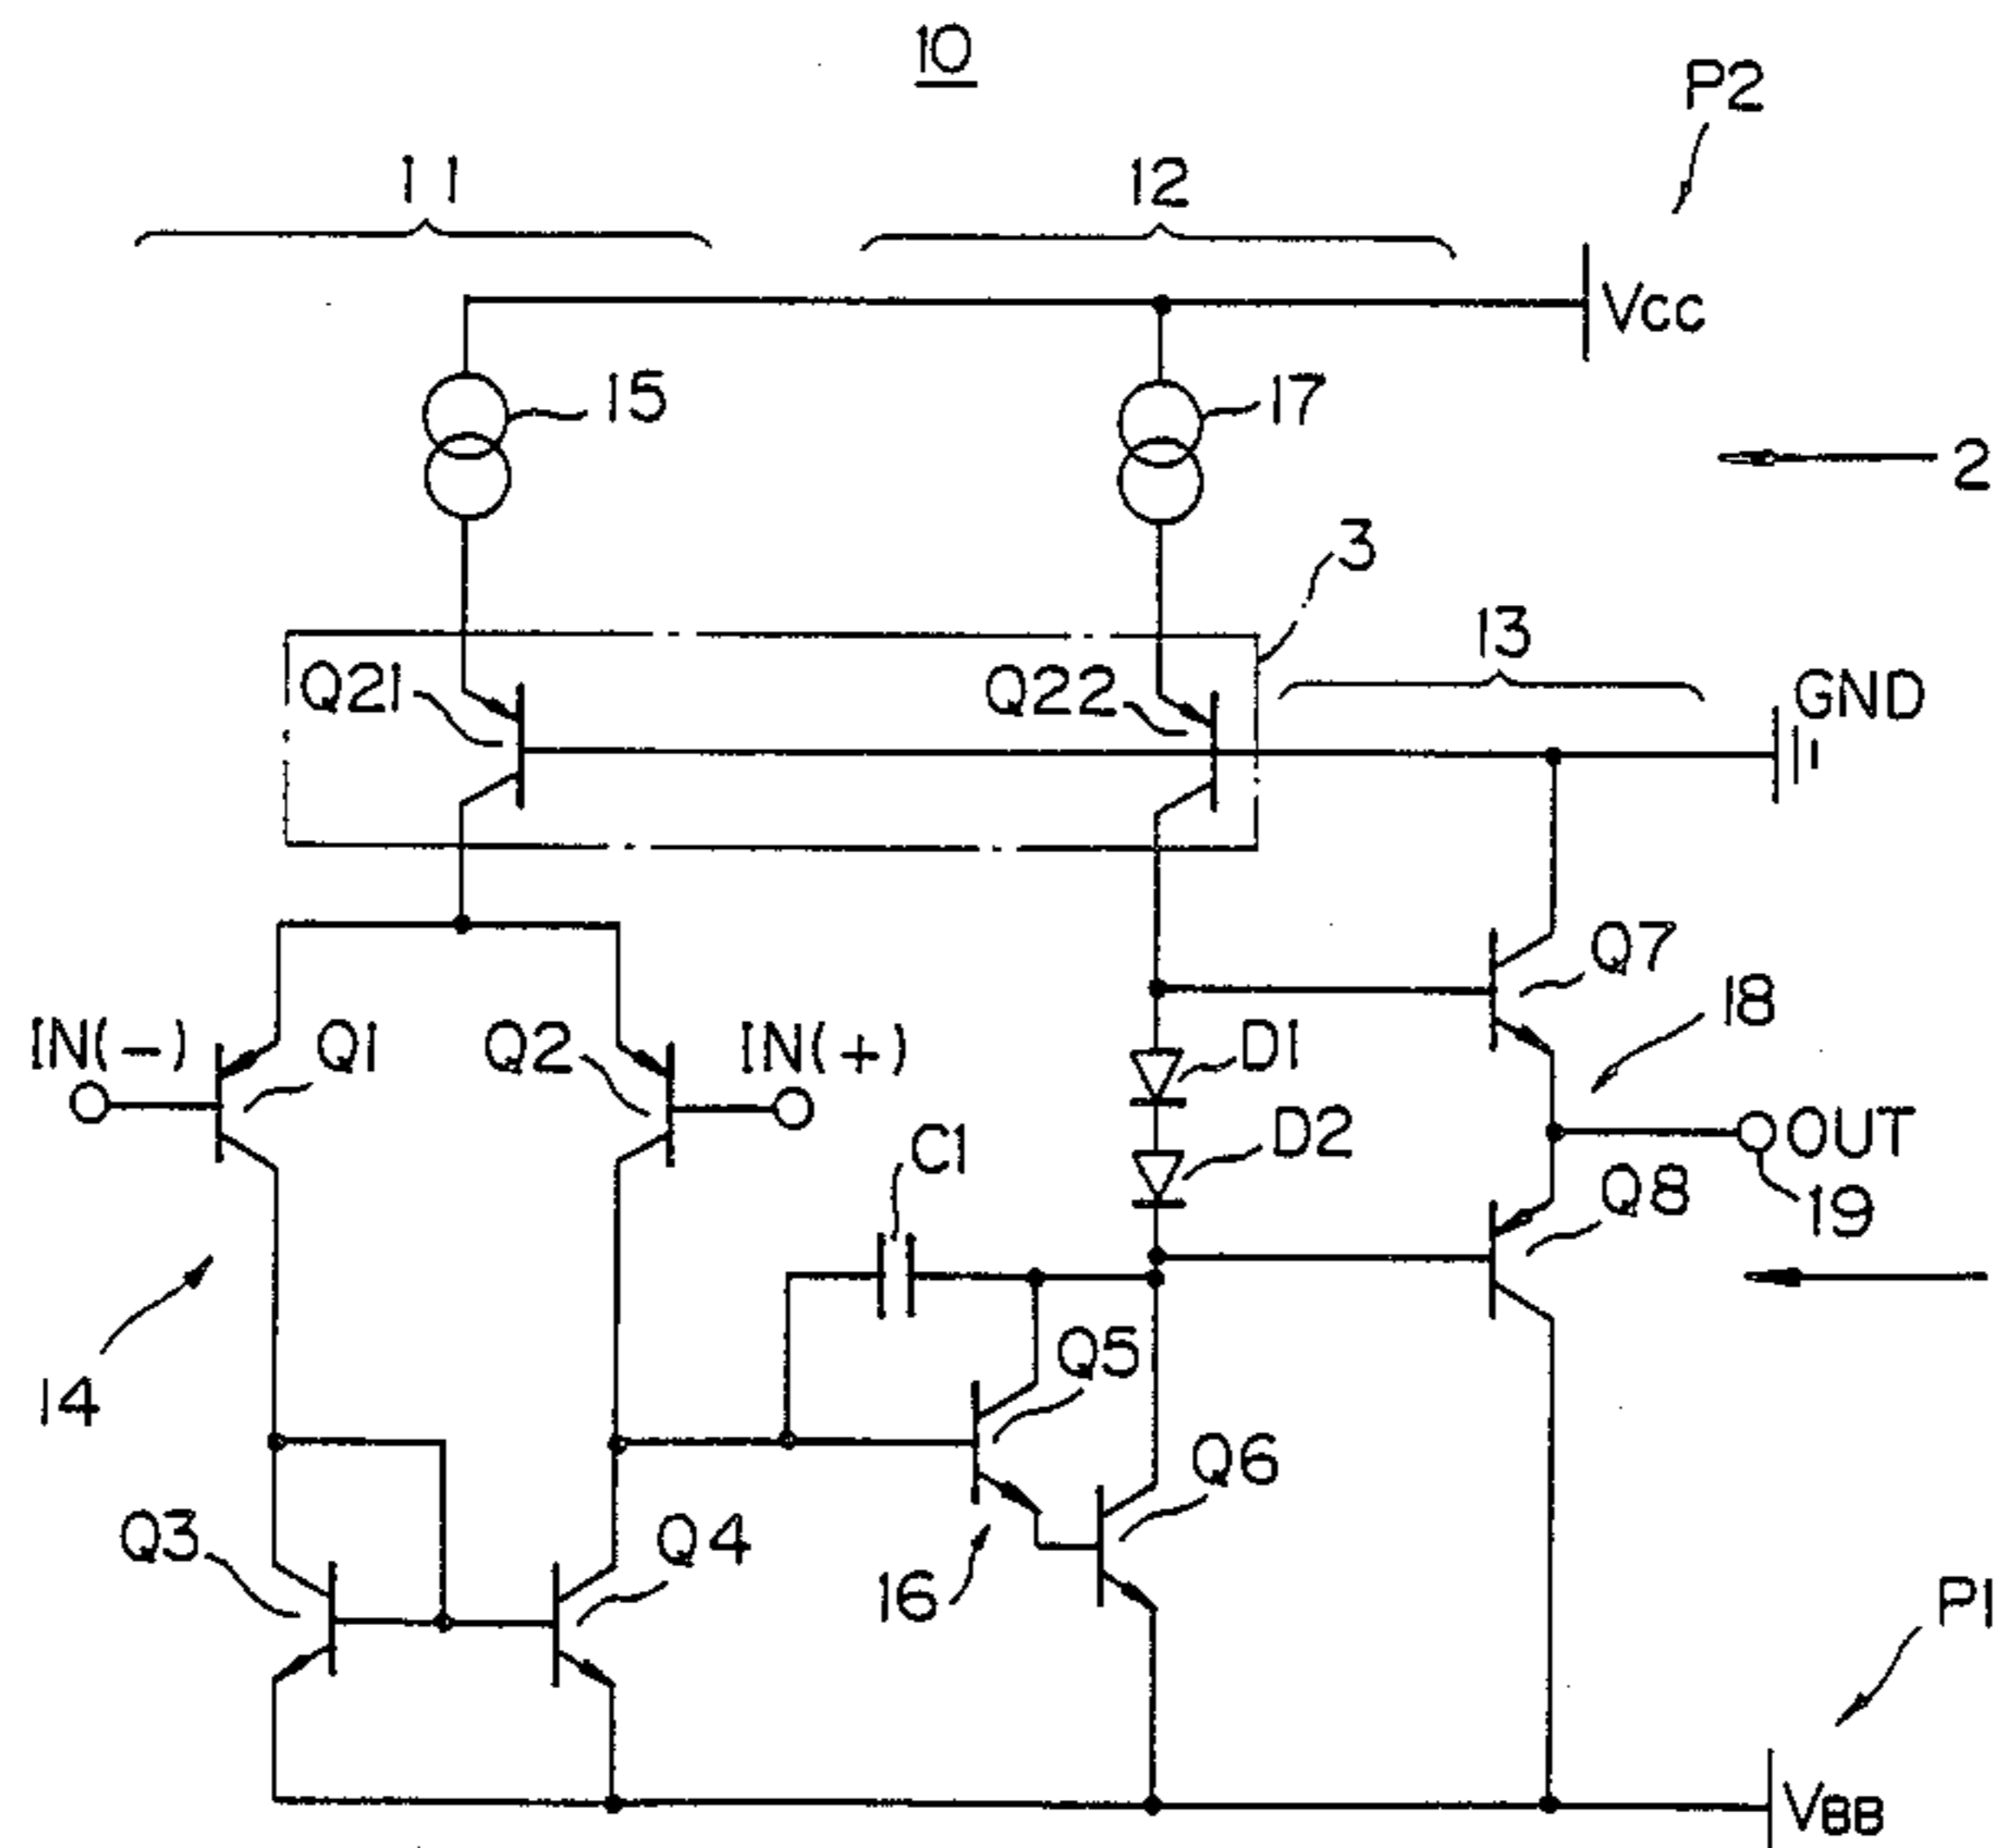 10
P2
11
12
Vcc
15
17
2
3
13
Q21
Q22
GND
Q7
18
IN(-)
Q1
Q2
IN(+)
D1
C1
D2
OUT
Q8
19
14
Q5
Q6
Q3
Q4
16
P1
VBB